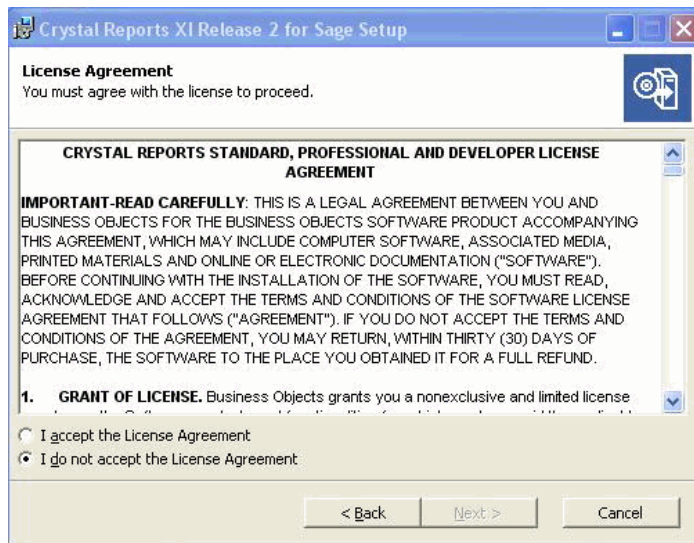 Crystal Reports XI Release 2 for Sage Setup
License Agreement
You must agree with the license to proceed.
CRYSTAL REPORTS STANDARD, PROFESSIONAL AND DEVELOPER LICENSE
AGREEMENT
IMPORTANT-READ CAREFULLY: THIS IS A LEGAL AGREEMENT BETWEEN YOU AND
BUSINESS OBJECTS FOR THE BUSINESS OBJECTS SOFTWARE PRODUCT ACCOMPANYING
THIS AGREEMENT, WHICH MAY INCLUDE COMPUTER SOFTWARE, ASSOCIATED MEDIA,
PRINTED MATERIALS AND ONLINE OR ELECTRONIC DOCUMENTATION ("SOFTWARE").
BEFORE CONTINUING WITH THE INSTALLATION OF THE SOFTWARE, YOU MUST READ,
ACKNOWLEDGE AND ACCEPT THE TERMS AND CONDITIONS OF THE SOFTWARE LICENSE
AGREEMENT THAT FOLLOWS ("AGREEMENT"). IF YOU DO NOT ACCEPT THE TERMS AND
CONDITIONS OF THE AGREEMENT, YOU MAY RETURN, WITHIN THIRTY (30) DAYS OF
PURCHASE, THE SOFTWARE TO THE PLACE YOU OBTAINED IT FOR A FULL REFUND.
1. GRANT OF LICENSE. Business Objects grants you a nonexclusive and limited license
I accept the License Agreement
I do not accept the License Agreement
< Back
Next >
Cancel